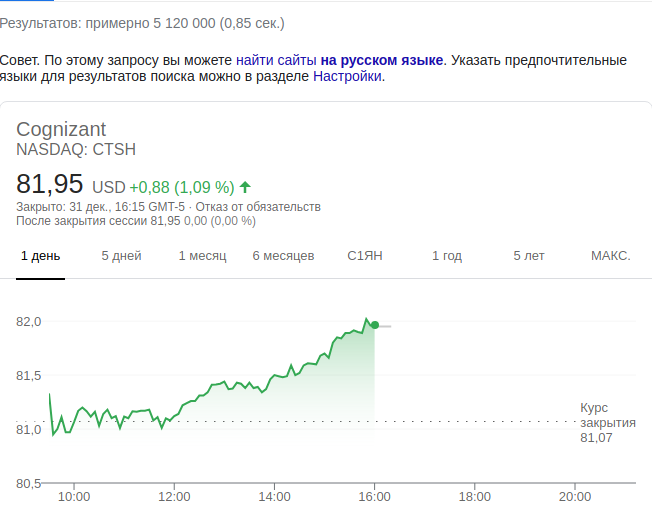 Результатов: примерно 5 120 000 (0,85 сек.)
Совет. По этому запросу вы можете найти сайты на русском языке. Указать предпочтительные
языки для результатов поиска можно в разделе Настройки.
Cognizant
NASDAQ: CTSH
81,95 USD +0,88 (1,09 %)
Закрыто: 31 дек., 16:15 GMT-5 · Отказ от обязательств
После закрытия сессии 81,95 0,00 (0,00 %)
1 день 5 дней 1 месяц 6 месяцев С1ЯН 1 год 5 лет МАКС.
82,0
81,5
81,0
80,5
Курс
закрытия
81,07
10:00 12:00 14:00 16:00 18:00 20:00